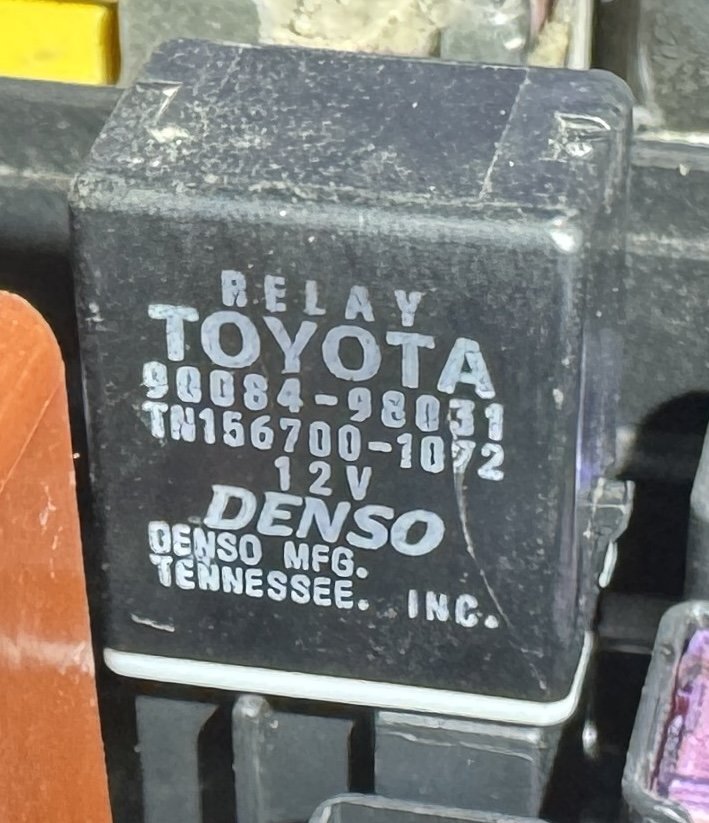 RELAY
TOYOTA
90084-98031
TN156700-1072
12V
DENSO
DENSO MFG.
TENNESSEE. INC.